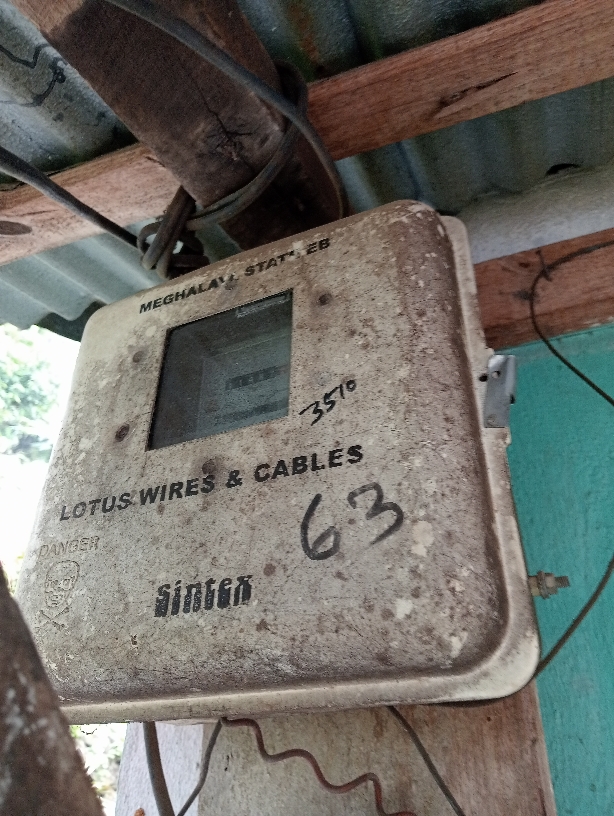 MEGHALAYA STATE EB
3510
LOTUS WIRES & CABLES
63
DANGER
Sintex